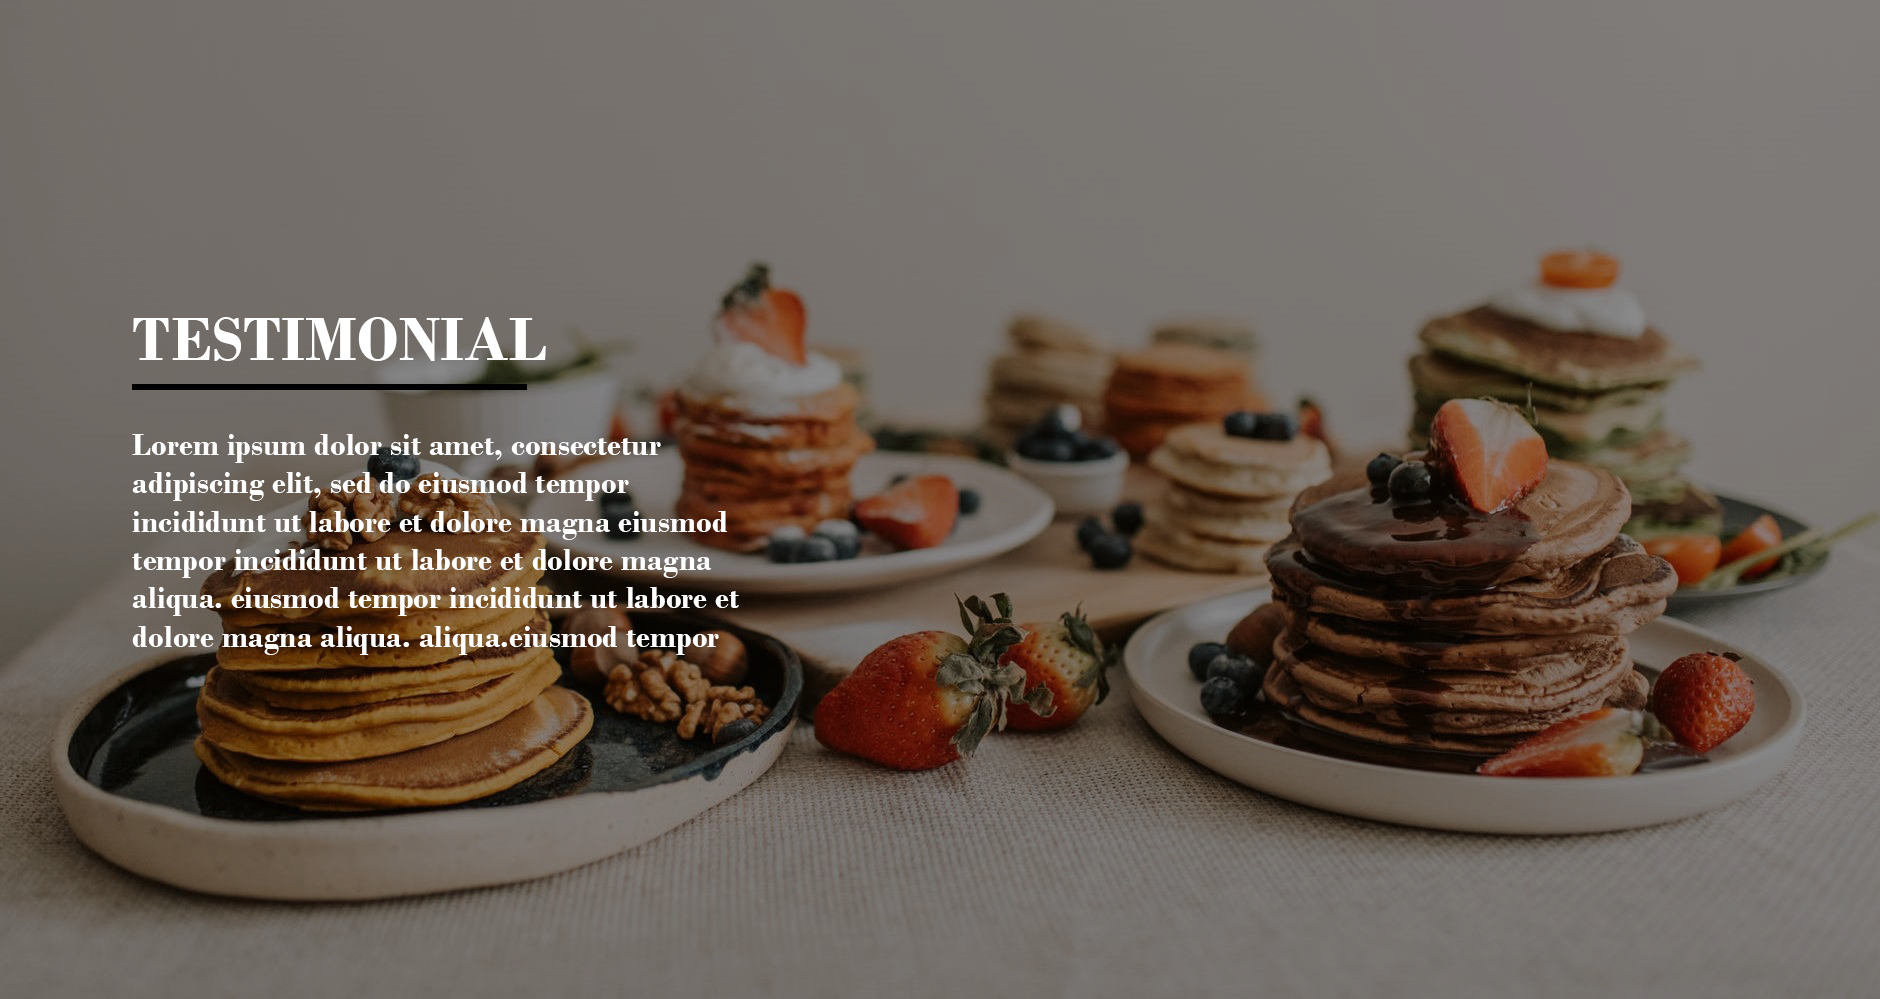 TESTIMONIAL
Lorem ipsum dolor sit amet, consectetur
adipiscing elit, sed do eiusmod tempor
incididunt ut labore et dolore magna eiusmod
tempor incididunt ut labore et dolore magna
aliqua. eiusmod tempor incididunt ut labore et
dolore magna aliqua. aliqua.eiusmod tempor